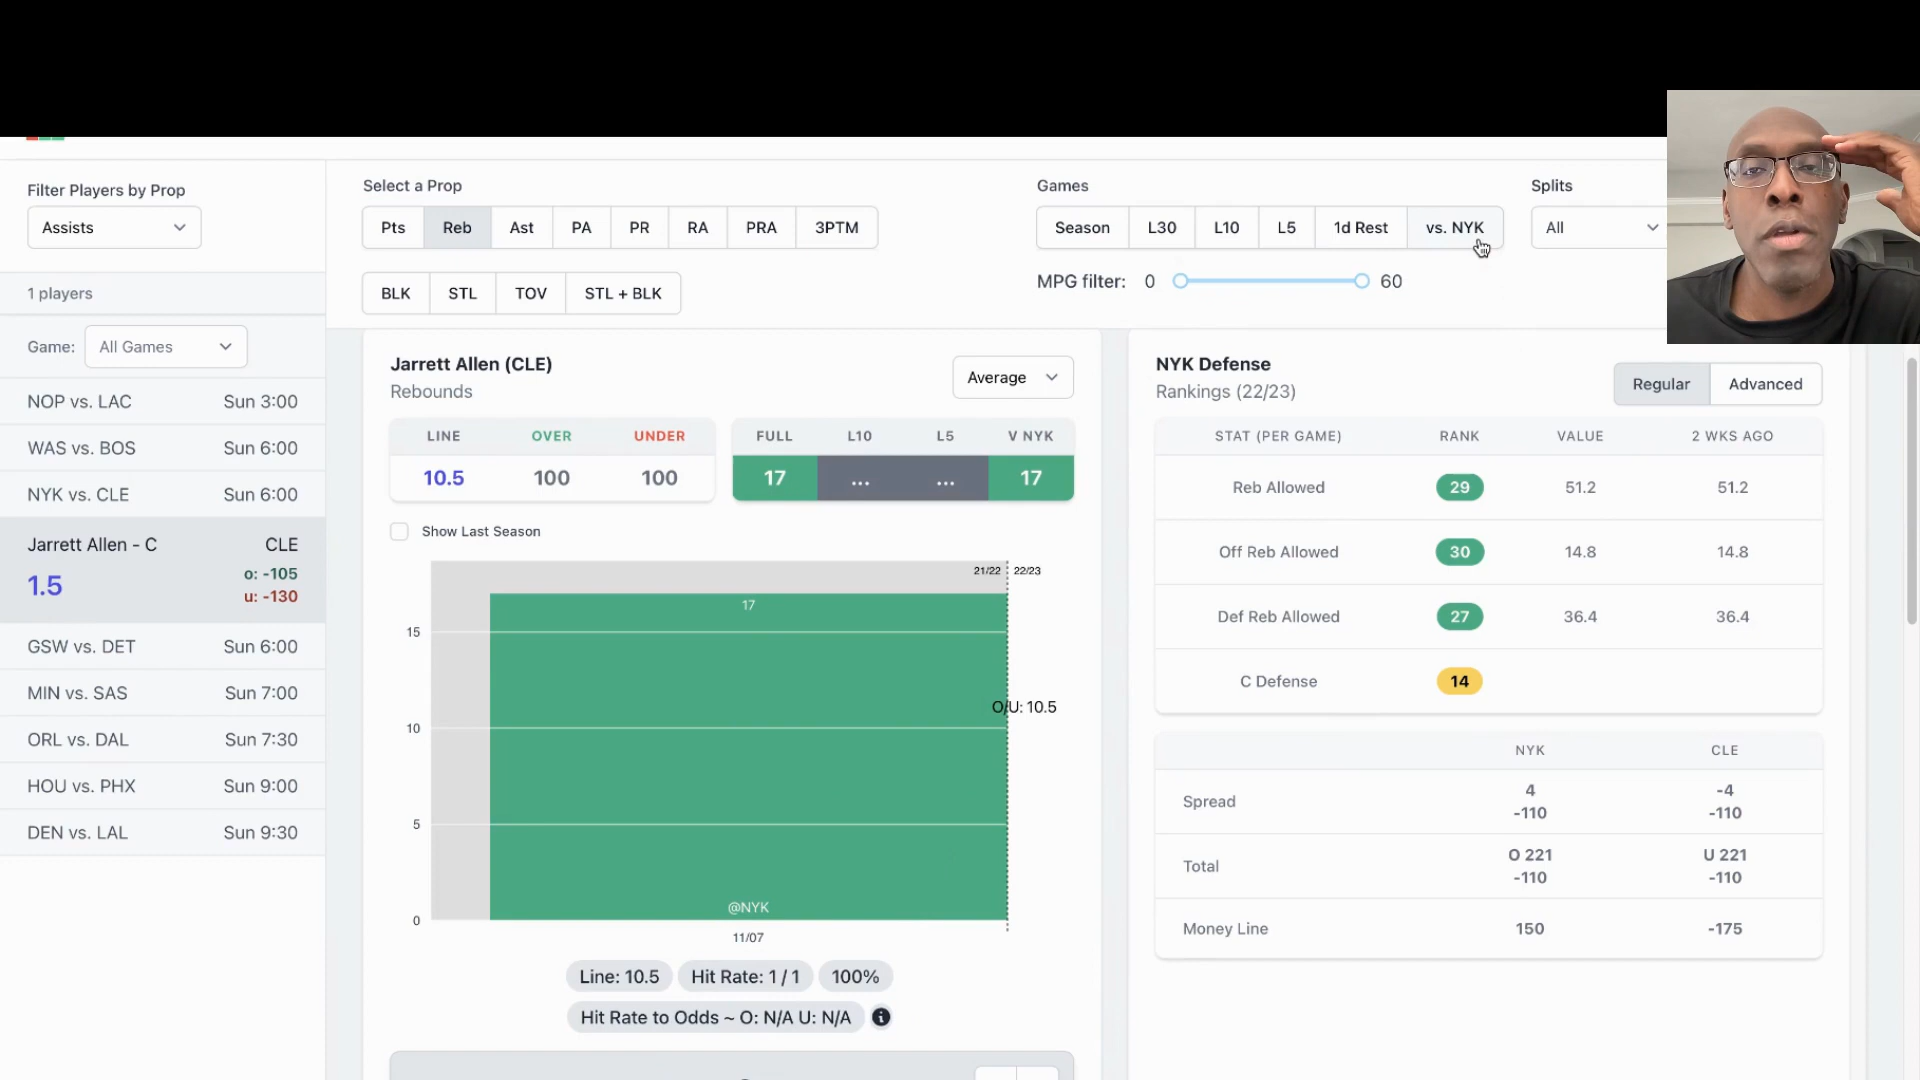 Filter Players by Prop
Assists
1 players
Game: All Games
NOP vs. LAC Sun 3:00
WAS vs. BOS Sun 6:00
NYK vs. CLE Sun 6:00
Jarrett Allen - C CLE
1.5 o: -105
u: -130
GSW vs. DET Sun 6:00
MIN vs. SAS Sun 7:00
ORL vs. DAL Sun 7:30
HOU vs. PHX Sun 9:00
DEN vs. LAL Sun 9:30
Select a Prop
Pts Reb Ast PA PR RA PRA 3PTM
BLK STL TOV STL + BLK
Games
Season L30 L10 L5 1d Rest vs. NYK
MPG filter: 0 60
Splits
All
Jarrett Allen (CLE)
Rebounds
Average
LINE OVER UNDER
10.5 100 100
FULL L10 L5 V NYK
17 ... ... 17
Show Last Season
21/22 22/23
17
15
10
5
0
O/U: 10.5
@NYK
11/07
Line: 10.5 Hit Rate: 1 / 1 100%
Hit Rate to Odds ~ O: N/A U: N/A
NYK Defense
Rankings (22/23)
Regular Advanced
STAT (PER GAME) RANK VALUE 2 WKS AGO
Reb Allowed 29 51.2 51.2
Off Reb Allowed 30 14.8 14.8
Def Reb Allowed 27 36.4 36.4
C Defense 14
NYK CLE
Spread 4 -4
-110 -110
Total O 221 U 221
-110 -110
Money Line 150 -175